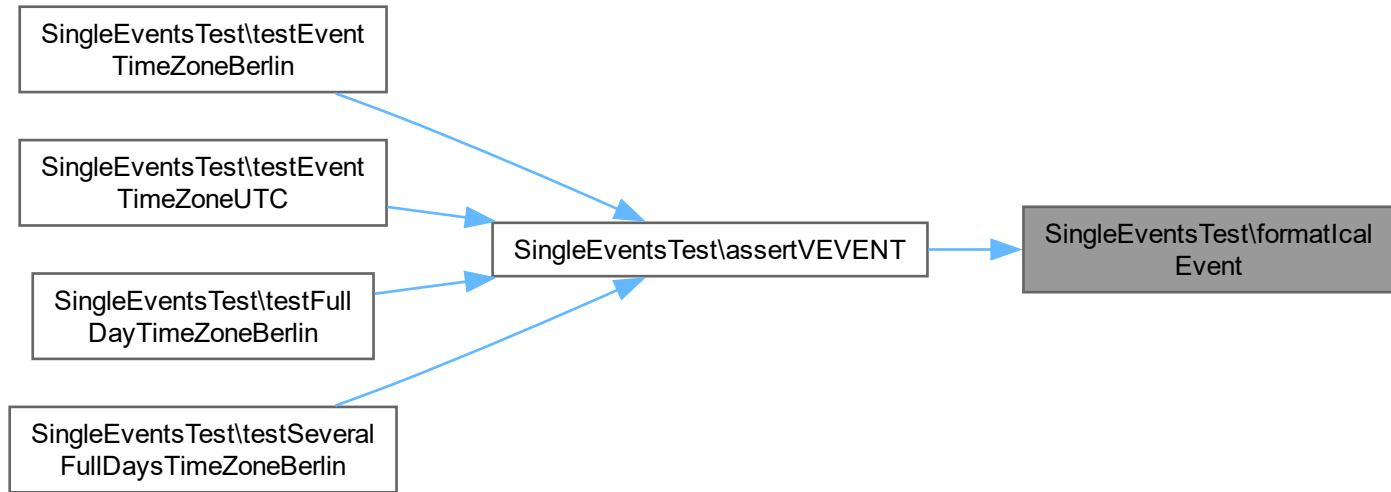 SingleEventsTest\testEvent
TimeZoneBerlin
SingleEventsTest\testEvent
TimeZoneUTC
SingleEventsTest\testFull
DayTimeZoneBerlin
SingleEventsTest\testSeveral
FullDaysTimeZoneBerlin
SingleEventsTest\assertVEVENT
SingleEventsTest\formatIcal
Event